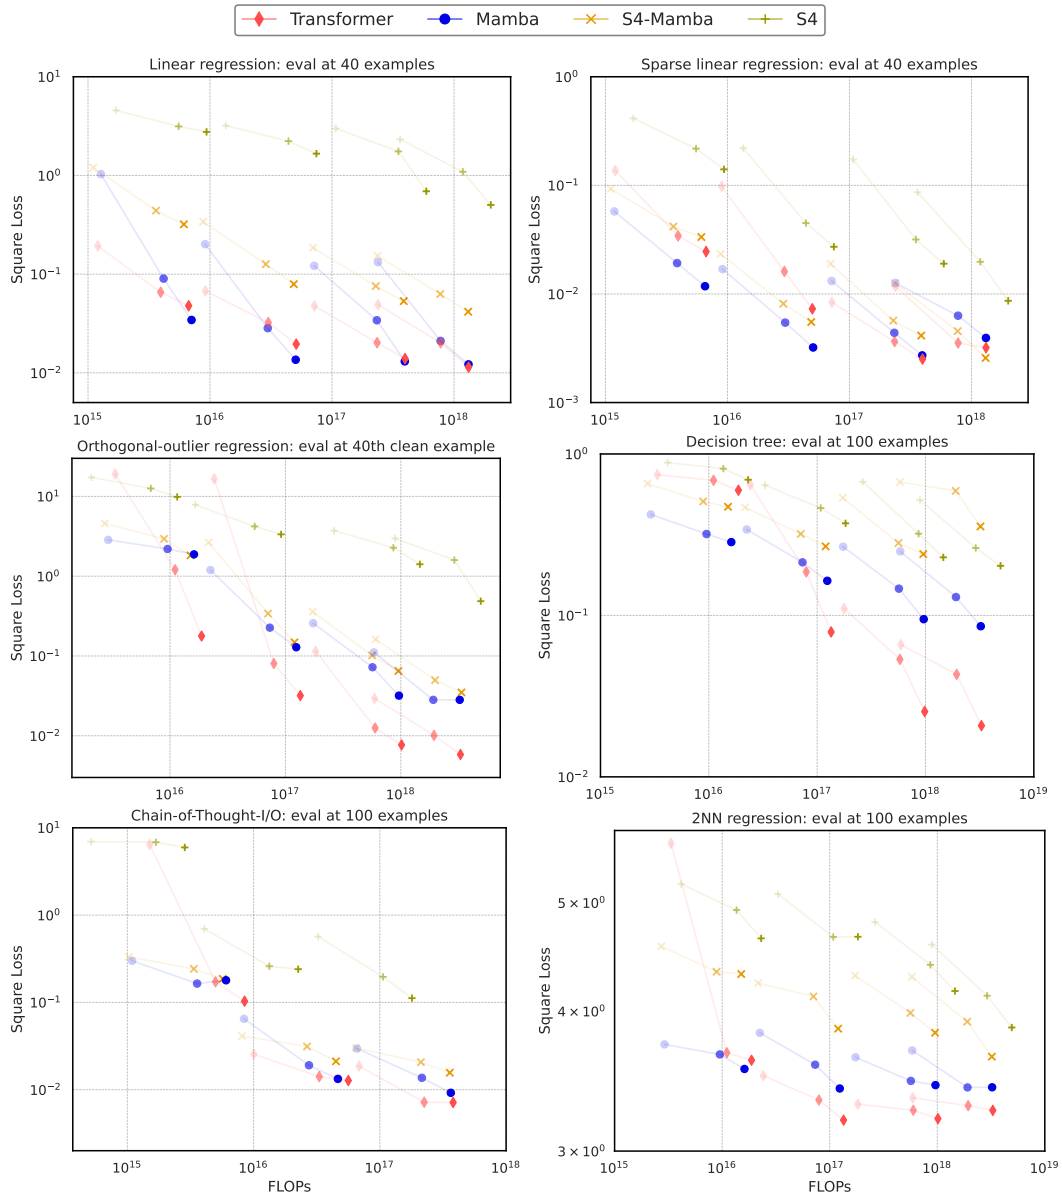 Transformer Mamba S4-Mamba S4
Linear regression: eval at 40 examples
Square Loss
10¹
10⁰
10⁻¹
10⁻²
10¹⁵ 10¹⁶ 10¹⁷ 10¹⁸
Sparse linear regression: eval at 40 examples
Square Loss
10⁰
10⁻¹
10⁻²
10⁻³
10¹⁵ 10¹⁶ 10¹⁷ 10¹⁸
Orthogonal-outlier regression: eval at 40th clean example
Square Loss
10¹
10⁰
10⁻¹
10⁻²
10¹⁶ 10¹⁷ 10¹⁸
Decision tree: eval at 100 examples
Square Loss
10⁰
10⁻¹
10⁻²
10¹⁵ 10¹⁶ 10¹⁷ 10¹⁸ 10¹⁹
Chain-of-Thought-I/O: eval at 100 examples
Square Loss
10¹
10⁰
10⁻¹
10⁻²
10¹⁵ 10¹⁶ 10¹⁷ 10¹⁸
FLOPs
2NN regression: eval at 100 examples
Square Loss
5 × 10⁰
4 × 10⁰
3 × 10⁰
10¹⁵ 10¹⁶ 10¹⁷ 10¹⁸ 10¹⁹
FLOPs